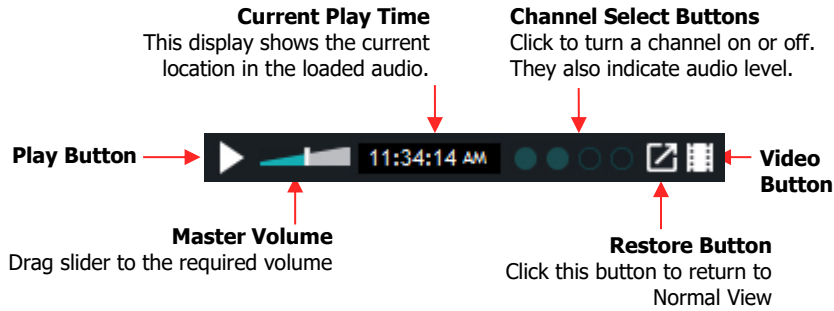 Current Play Time
This display shows the current
location in the loaded audio.
Channel Select Buttons
Click to turn a channel on or off.
They also indicate audio level.
Play Button
11:34:14 AM
Video
Button
Master Volume
Drag slider to the required volume
Restore Button
Click this button to return to
Normal View